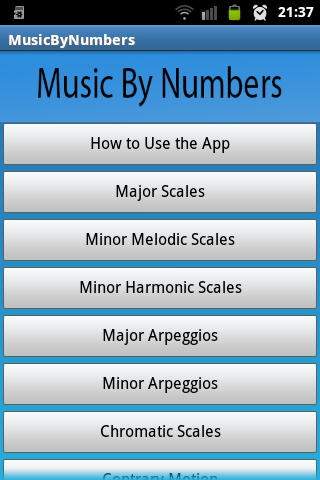 21:37
MusicByNumbers
Music By Numbers
How to Use the App
Major Scales
Minor Melodic Scales
Minor Harmonic Scales
Major Arpeggios
Minor Arpeggios
Chromatic Scales
Contrary Motion